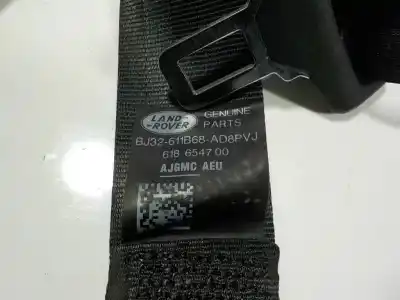 LAND
ROVER
GENUINE
PARTS
BJ32-611B68-AD8PVJ
618 6547 00
AJGMC AEU